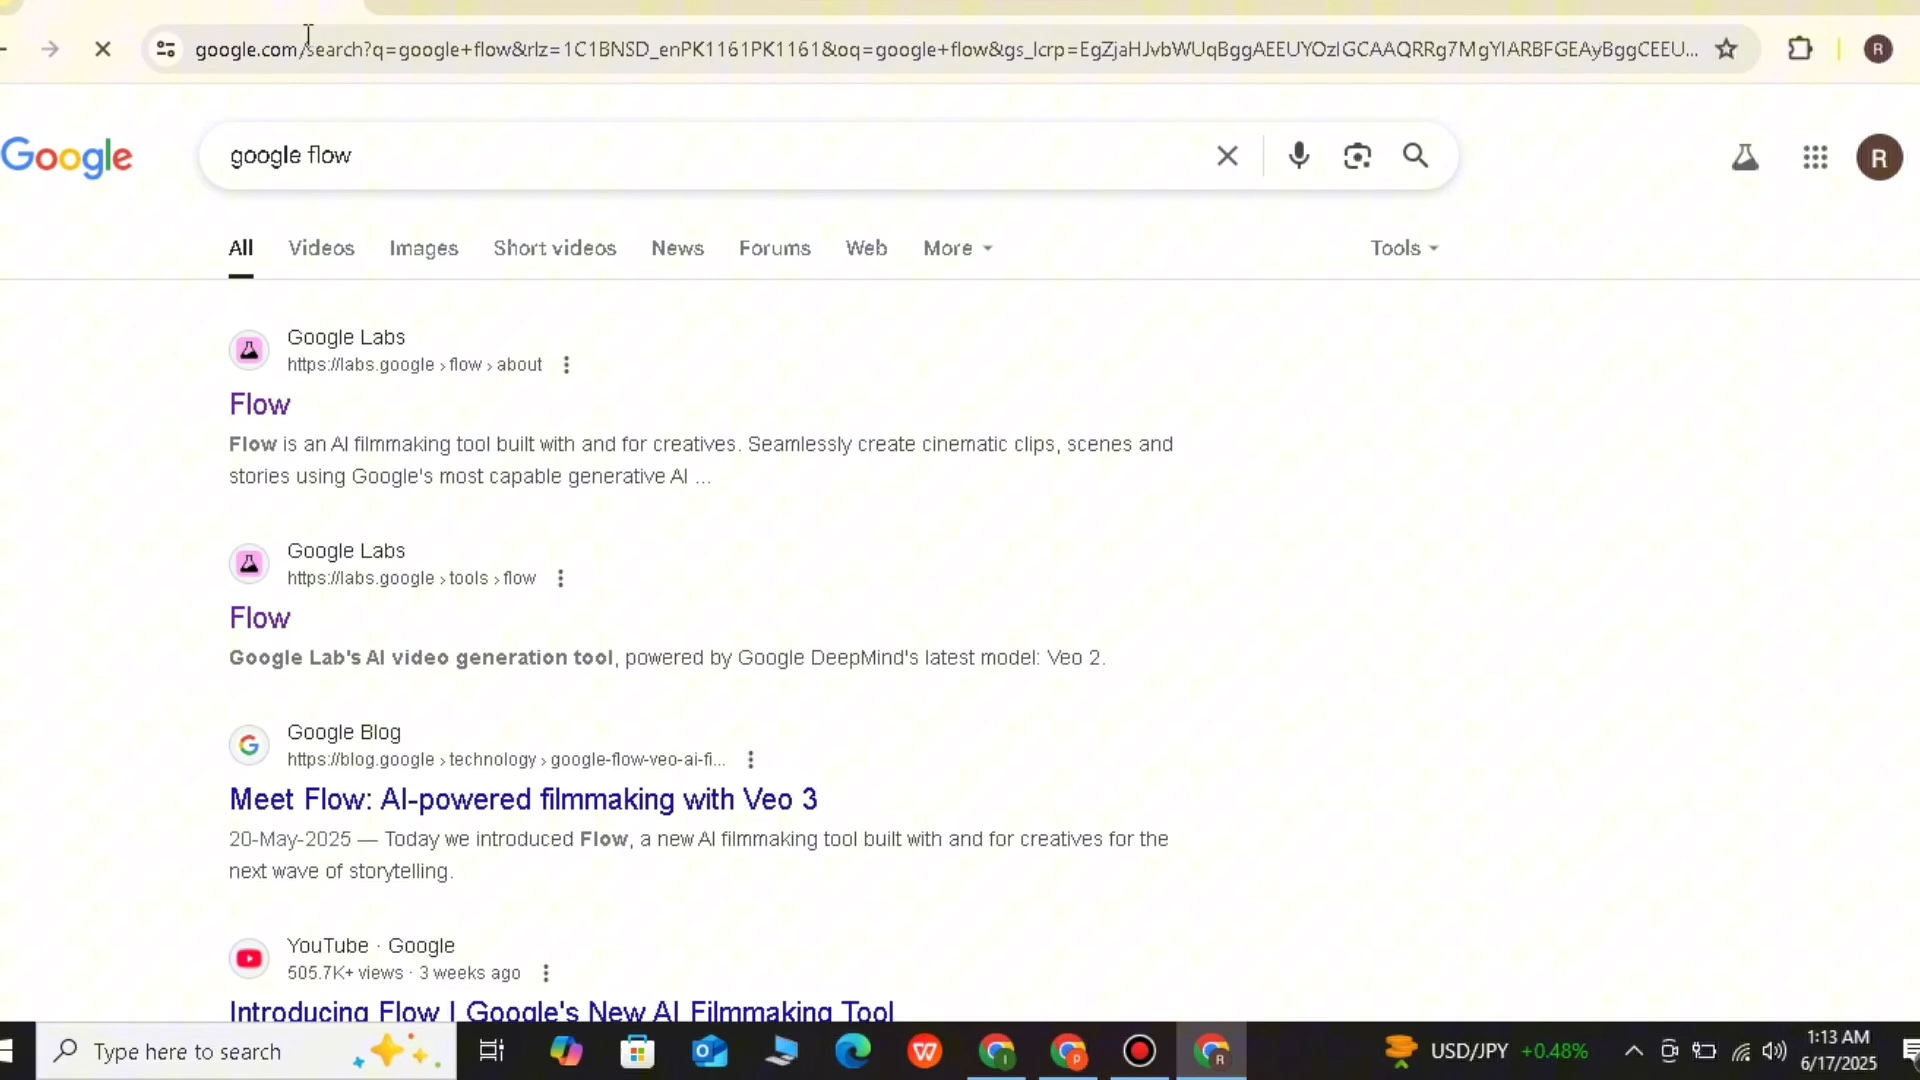 google.com/search?q=google+flow&rlz=1C1BNSD_enPK1161PK1161&oq=google+flow&gs_lcrp=EgZjaHJvbWUqBggAEEUYOzIGCAAQRRg7MgYIARBFGEAyBggCEEU...
R
Google
google flow
R
All
Videos
Images
Short videos
News
Forums
Web
More
Tools
Google Labs
https://labs.google › flow › about
Flow
Flow is an AI filmmaking tool built with and for creatives. Seamlessly create cinematic clips, scenes and
stories using Google's most capable generative AI ...
Google Labs
https://labs.google › tools › flow
Flow
Google Lab's AI video generation tool, powered by Google DeepMind's latest model: Veo 2.
Google Blog
https://blog.google › technology › google-flow-veo-ai-fi...
Meet Flow: AI-powered filmmaking with Veo 3
20-May-2025 — Today we introduced Flow, a new AI filmmaking tool built with and for creatives for the
next wave of storytelling.
YouTube · Google
505.7K+ views · 3 weeks ago
Introducing Flow | Google's New AI Filmmaking Tool
Type here to search
USD/JPY +0.48%
1:13 AM
6/17/2025